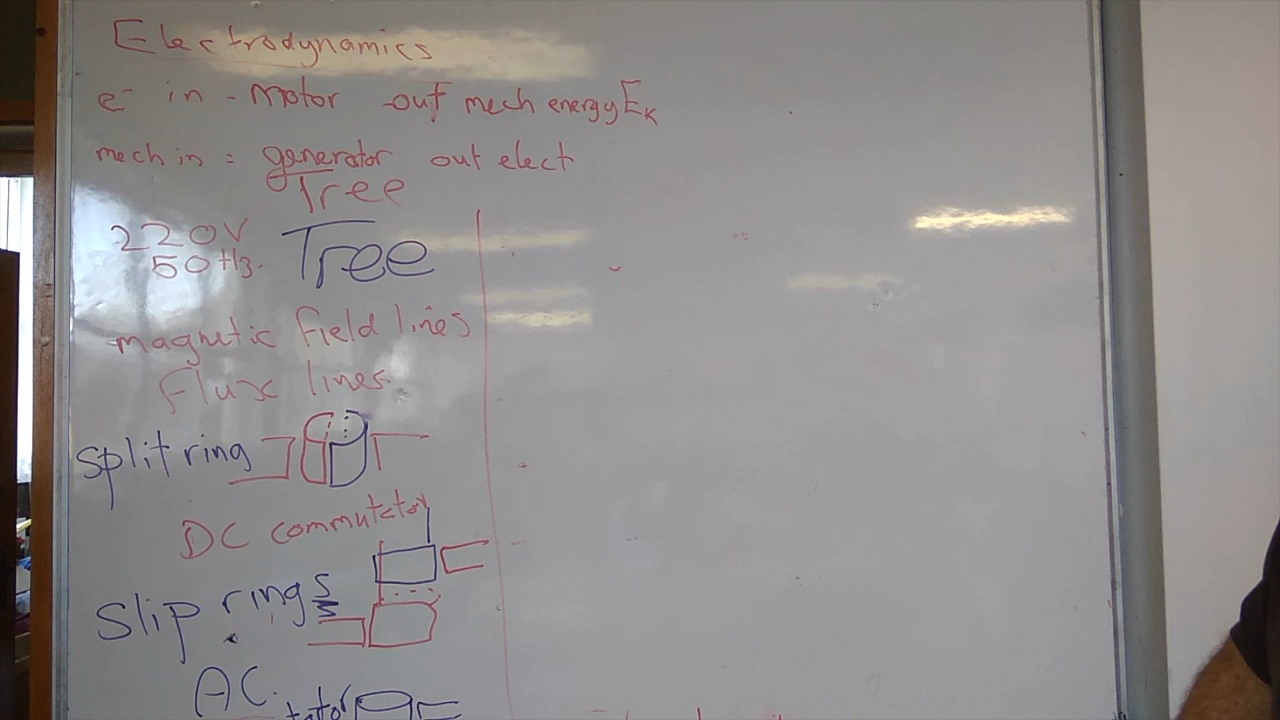 Electrodynamics
e⁻ in - motor -out mech energy Eₖ
mech in = generator out elect
Tree
220V Tree
50Hz.
magnetic field lines
flux lines.
Split ring
DC commutator
Slip rings
AC.